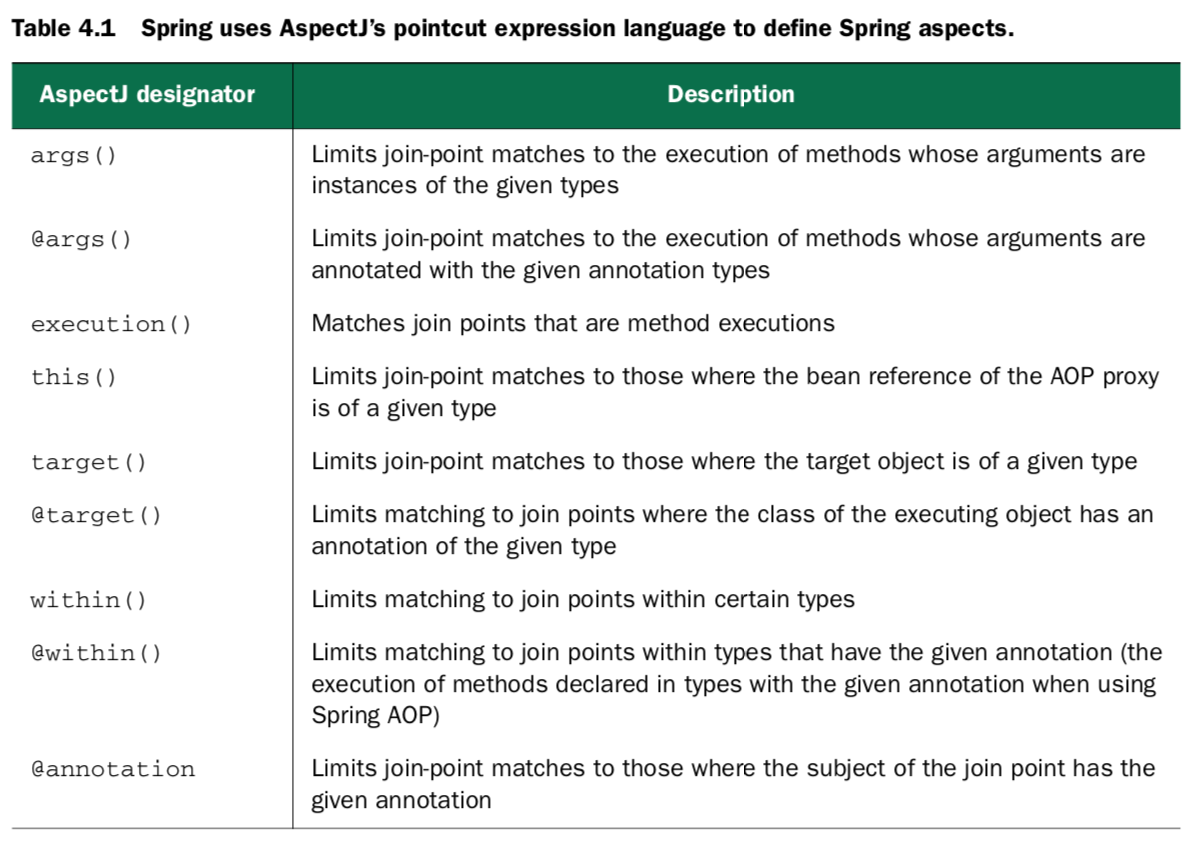 Table 4.1 Spring uses AspectJ's pointcut expression language to define Spring aspects.
AspectJ designator Description
args() Limits join-point matches to the execution of methods whose arguments are
instances of the given types
@args() Limits join-point matches to the execution of methods whose arguments are
annotated with the given annotation types
execution() Matches join points that are method executions
this() Limits join-point matches to those where the bean reference of the AOP proxy
is of a given type
target() Limits join-point matches to those where the target object is of a given type
@target() Limits matching to join points where the class of the executing object has an
annotation of the given type
within() Limits matching to join points within certain types
@within() Limits matching to join points within types that have the given annotation (the
execution of methods declared in types with the given annotation when using
Spring AOP)
@annotation Limits join-point matches to those where the subject of the join point has the
given annotation